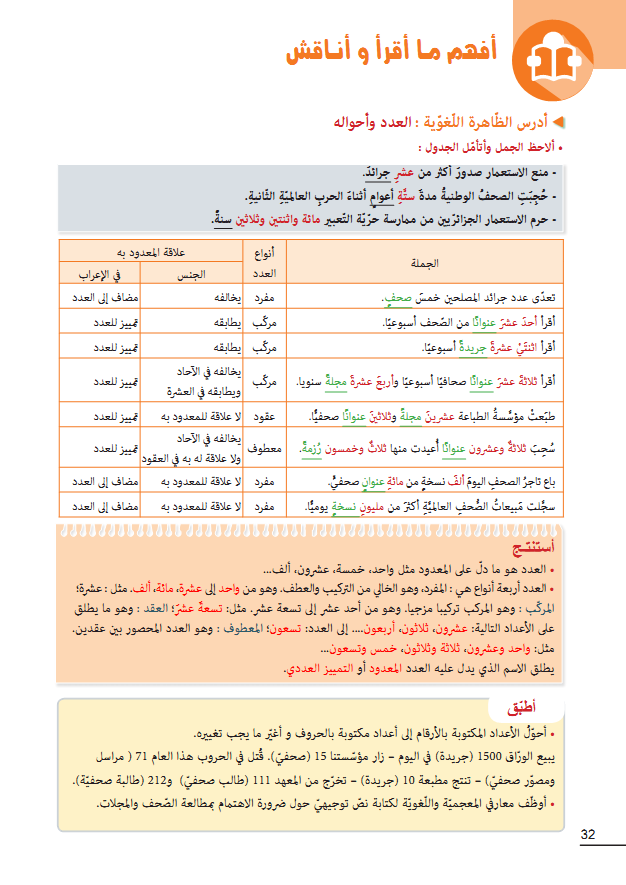 أفهم مـا أقرأ و أنـاقش
◄ أدرس الظّاهرة اللّغويّة : العدد وأحواله
• ألاحظ الجمل وأتأمّل الجدول :
- منع الاستعمار صدورَ أكثر من عشرِ جرائدَ.
- حُجِبَتِ الصحفُ الوطنيةُ مدةَ ستَّةِ أعوامٍ أثناءَ الحربِ العالميّةِ الثّانيةِ.
- حرم الاستعمار الجزائريّين من ممارسة حرّيّة التّعبير مائة واثنتين وثلاثين سنةً.
الجملة أنواع العدد علاقة المعدود به
الجنس في الإعراب
تعدّى عدد جرائد المصلحين خمسَ صحفٍ. مفرد يخالفه مضاف إلى العدد
أقرأ أحدَ عشرَ عنوانًا من الصّحف أسبوعيًا. مركّب يطابقه تمييز للعدد
أقرأ اثنتَيْ عشرةَ جريدةً أسبوعيًا. مركّب يطابقه تمييز للعدد
أقرأ ثلاثةَ عشرَ عنوانًا صحافيًا أسبوعيًا وأربعَ عشرةَ مجلةً سنويا. مركّب يخالفه في الآحاد
ويطابقه في العشرة تمييز للعدد
طبّعتْ مؤسَّسةُ الطباعة عشرينَ مجلةً وثلاثينَ عنوانًا صحفيًّا. عقود لا علاقة للمعدود به تمييز للعدد
سُحِبَ ثلاثةٌ وعشرون عنوانًا أُعيدت منها ثلاثٌ وخمسون رُزمةً. معطوف يخالفه في الآحاد
ولا علاقة له به في العقود تمييز للعدد
باع تاجرُ الصحفِ اليومَ ألفَ نسخةٍ من مائةِ عنوانٍ صحفيٍّ. مفرد لا علاقة للمعدود به مضاف إلى العدد
سجّلت مَبيعاتُ الصُّحفِ العالميَّةِ أكثرَ من مليونِ نسخةٍ يوميًّا. مفرد لا علاقة للمعدود به مضاف إلى العدد
أستنتـج
• العدد هو ما دلّ على المعدود مثل واحد، خمسة، عشرون، ألف...
• العدد أربعة أنواع هي : المفرد، وهو الخالي من التركيب والعطف. وهو من واحد إلى عشرة، مائة، ألف. مثل : عشرة؛
المركّب : وهو المركب تركيبا مزجيا. وهو من أحد عشر إلى تسعة عشر. مثل: تسعةَ عشرَ؛ العقد : وهو ما يطلق
على الأعداد التالية: عشرون، ثلاثون، أربعون.... إلى العدد: تسعون؛ المعطوف : وهو العدد المحصور بين عقدين.
مثل: واحد وعشرون، ثلاثة وثلاثون، خمس وتسعون...
يطلق الاسم الذي يدل عليه العدد المعدود أو التمييز العددي.
أطبّق
• أحوّلُ الأعداد المكتوبة بالأرقام إلى أعداد مكتوبة بالحروف و أغيّر ما يجب تغييره.
يبيع الورّاق 1500 (جريدة) في اليوم – زار مؤسّستنا 15 (صحفيّ). قُتل في الحروب هذا العام 71 ( مراسل
ومصوّر صحفيّ) – تنتج مطبعة 10 (جريدة) – تخرّج من المعهد 111 (طالب صحفيّ) و212 (طالبة صحفيّة).
• أوظّف معارفي المعجميّة واللّغويّة لكتابة نصّ توجيهيّ حول ضرورة الاهتمام بمطالعة الصّحف والمجلات.
32